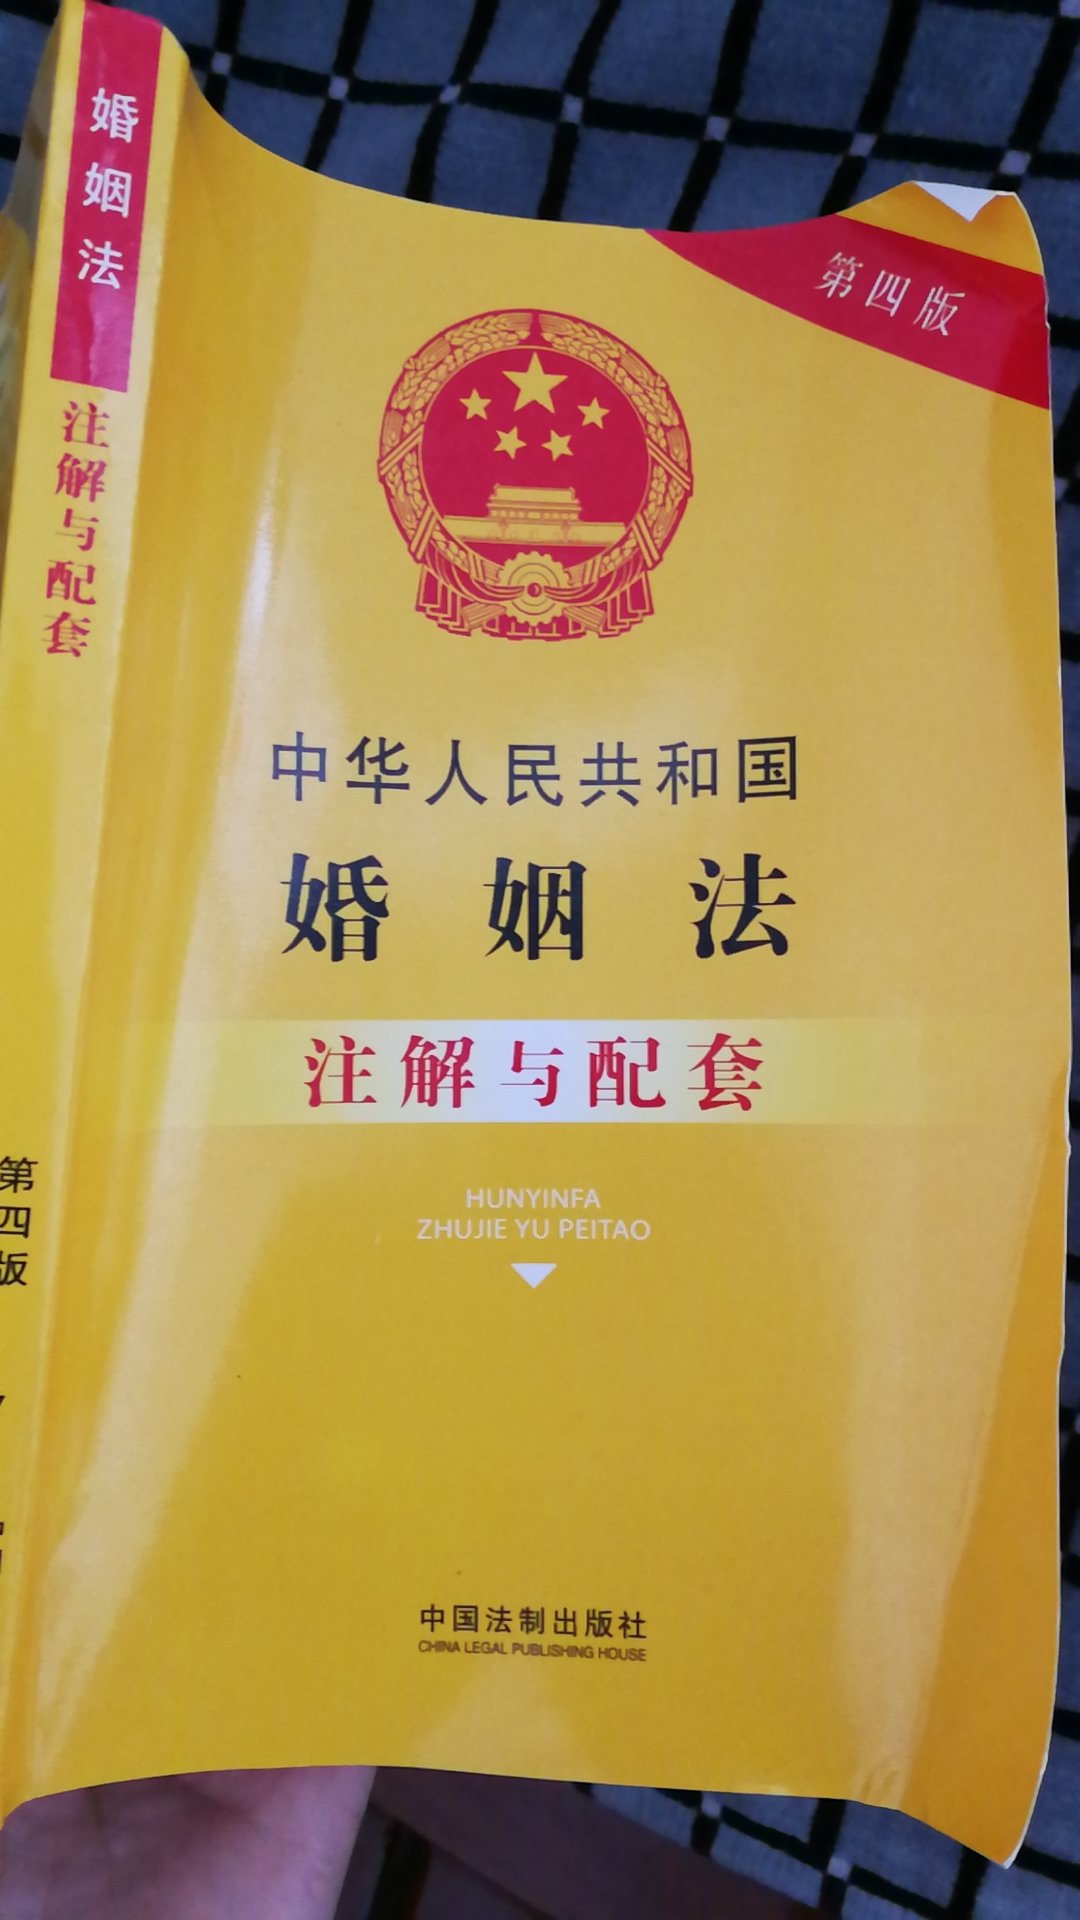 婚姻法
注解与配套
第四版
第四版
中华人民共和国
婚姻法
注解与配套
HUNYINFA
ZHUJIE YU PEITAO
中国法制出版社
CHINA LEGAL PUBLISHING HOUSE